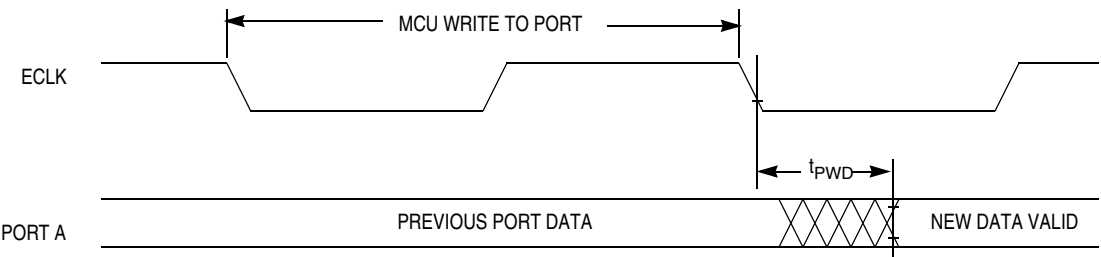 MCU WRITE TO PORT
ECLK
tPWD
PREVIOUS PORT DATA
NEW DATA VALID
PORT A